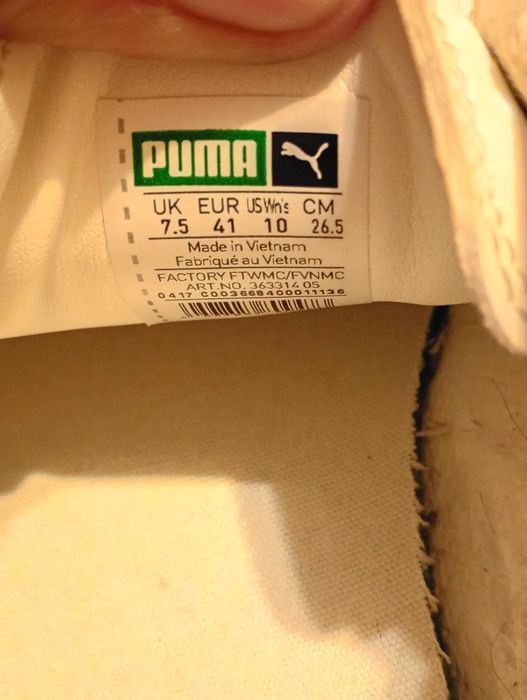 PUMA
UK EUR US Wn's CM
7.5 41 10 26.5
Made in Vietnam
Fabriqué au Vietnam
FACTORY FTWMC/FVNMC
ART.NO. 363314 05
0417 C003668400011136